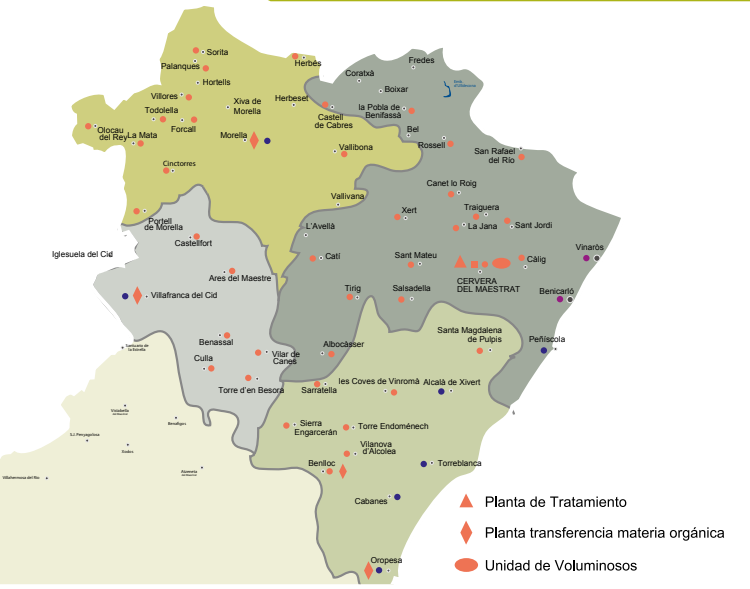 Sorita
Palanques
Herbés
Fredes
Coratxà
Boixar
Hortells
Villores
Xiva de
Morella
Herbeset
Castell
de Cabres
la Pobla de
Benifassà
Todolella
Forcall
Olocau
del Rey
La Mata
Morella
Bel
Rossell
San Rafael
del Río
Vallibona
Cinctorres
Canet lo Roig
Vallivana
Xert
Traiguera
La Jana
Sant Jordi
Portell
de Morella
L'Avellà
Castellfort
Iglesuela del Cid
Catí
Sant Mateu
Càlig
Vinaròs
CERVERA
DEL MAESTRAT
Ares del Maestre
Villafranca del Cid
Tirig
Salsadella
Benicarló
Santa Magdalena
de Pulpis
Peñíscola
Benassal
Albocàsser
Culla
Vilar de
Canes
Torre d'en Besora
Sarratella
les Coves de Vinromà
Alcalà de Xivert
Sierra
Engarcerán
Torre Endoménech
Vilanova
d'Alcolea
Benlloc
Torreblanca
Cabanes
Oropesa
Benafigos
Planta de Tratamiento
Planta transferencia materia orgánica
Unidad de Voluminosos